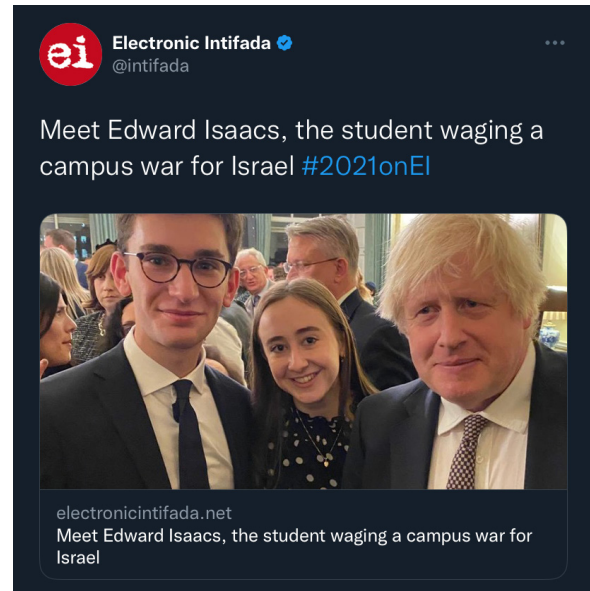 ei
Electronic Intifada
@intifada
Meet Edward Isaacs, the student waging a
campus war for Israel #2021onEI
electronicintifada.net
Meet Edward Isaacs, the student waging a campus war for
Israel